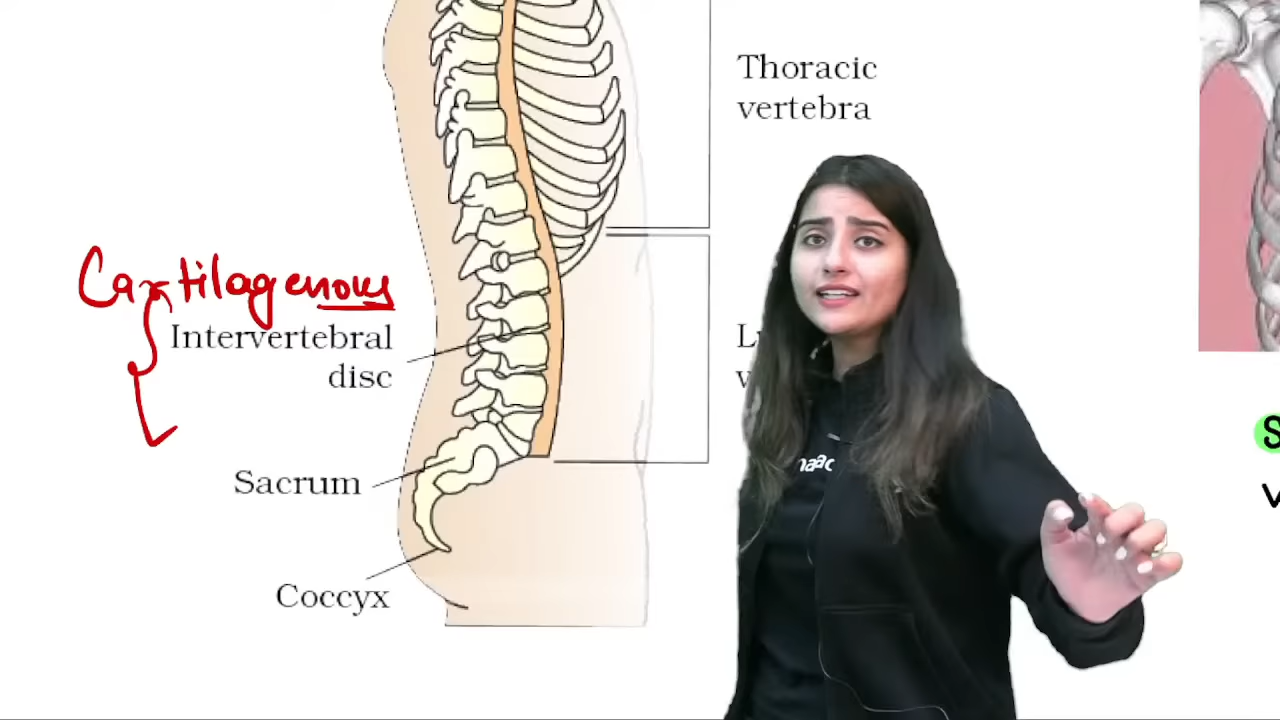 Thoracic
vertebra
Cartilagenous
Intervertebral
disc
Sacrum
Coccyx